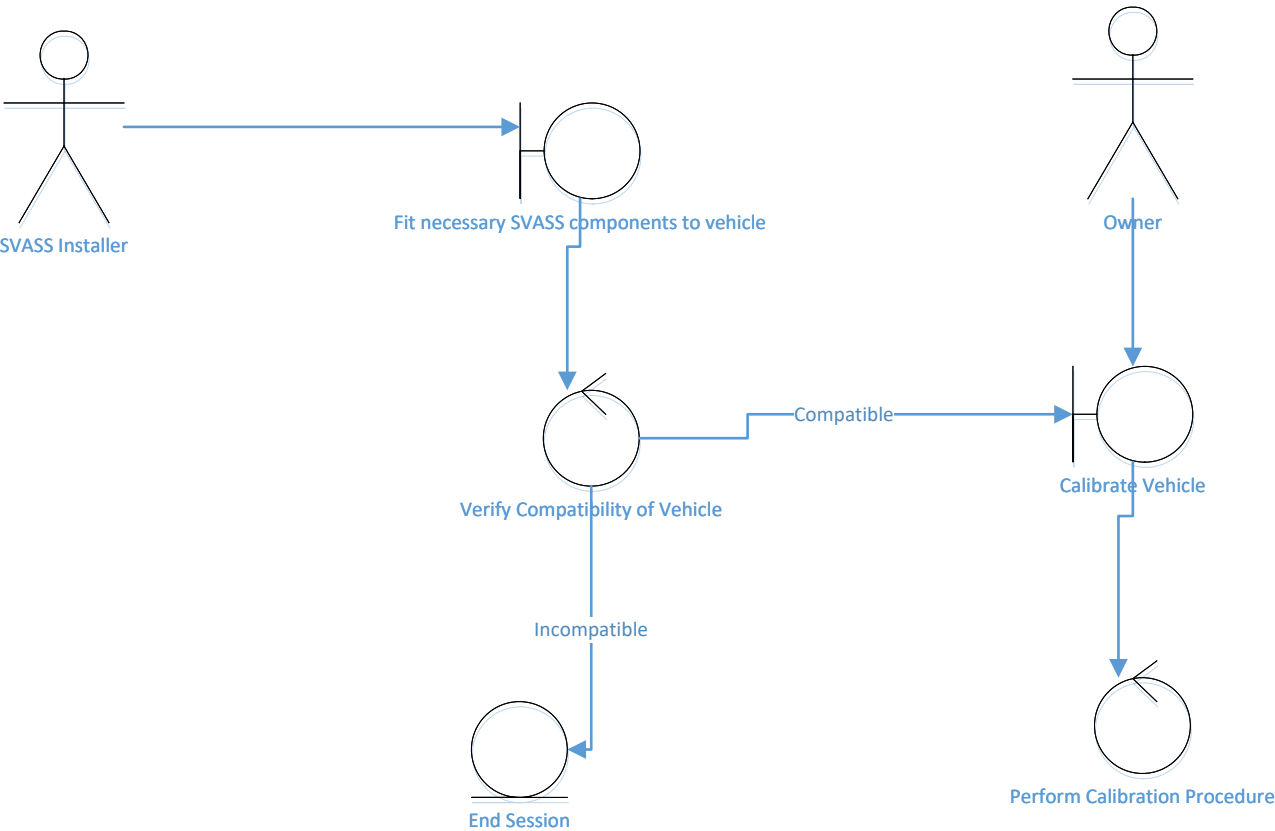 SVASS Installer
Fit necessary SVASS components to vehicle
Owner
Compatible
Calibrate Vehicle
Verify Compatibility of Vehicle
Incompatible
Perform Calibration Procedure
End Session